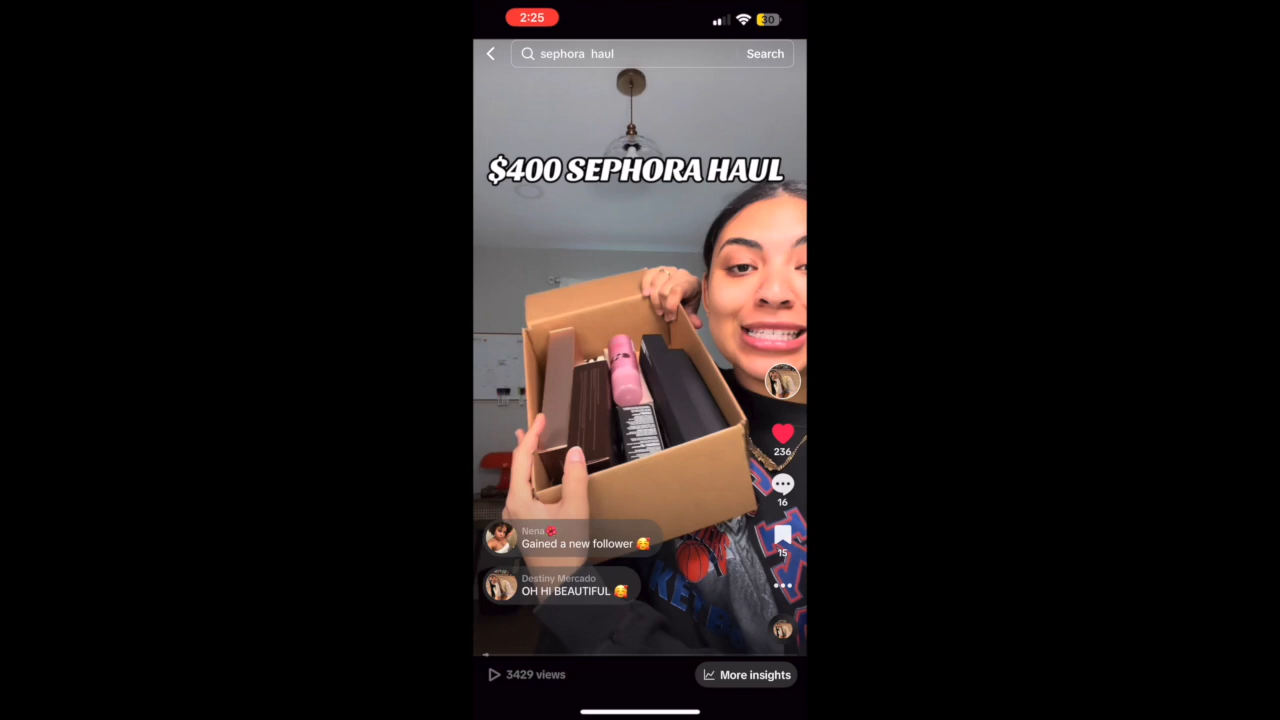 2:25
30
sephora haul
Search
$400 SEPHORA HAUL
236
16
15
Nena
Gained a new follower 🥰
Destiny Mercado
OH HI BEAUTIFUL 🥰
3429 views
More insights